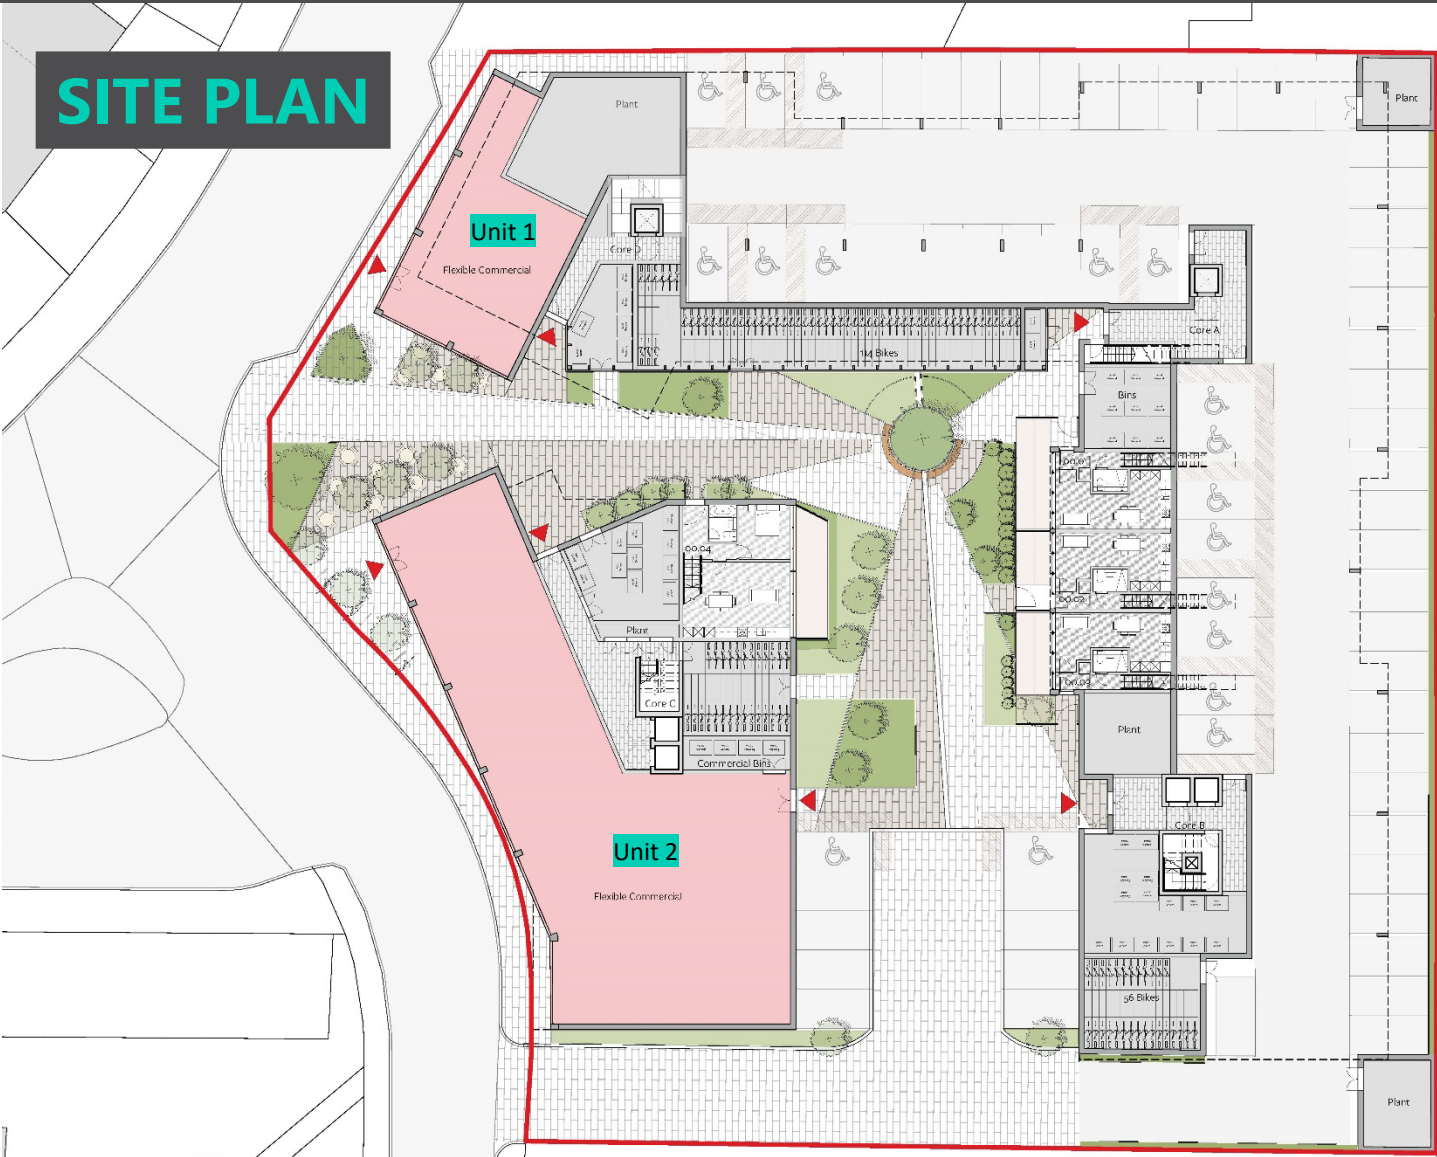 SITE PLAN
Plant
Plant
Unit 1
Flexible Commercial
Core D
Core A
114 Bikes
Bins
00.01
00.04
00.02
Plant
00.03
Core C
Plant
Commercial Bins
Core B
Unit 2
Flexible Commercial
56 Bikes
Plant